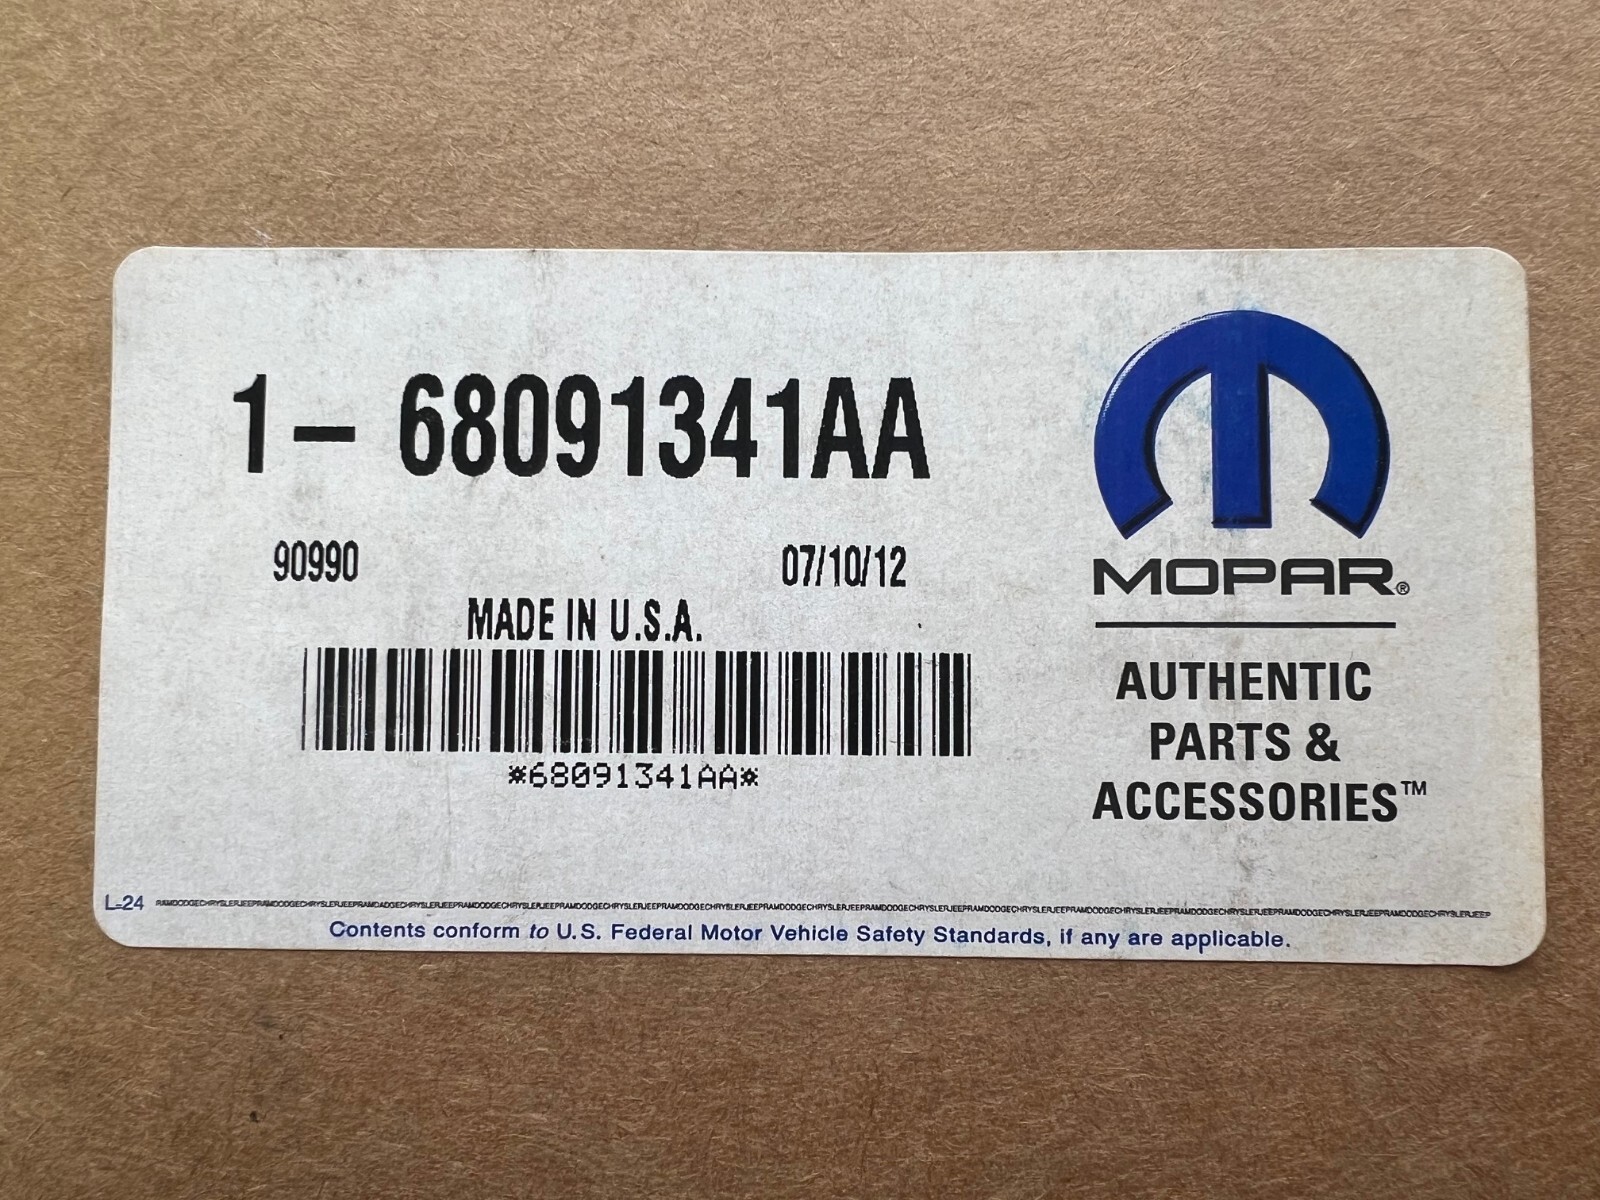 1 – 68091341AA
90990
07/10/12
MADE IN U.S.A.
*68091341AA*
MOPAR®
AUTHENTIC
PARTS &
ACCESSORIES™
L-24
Contents conform to U.S. Federal Motor Vehicle Safety Standards, if any are applicable.